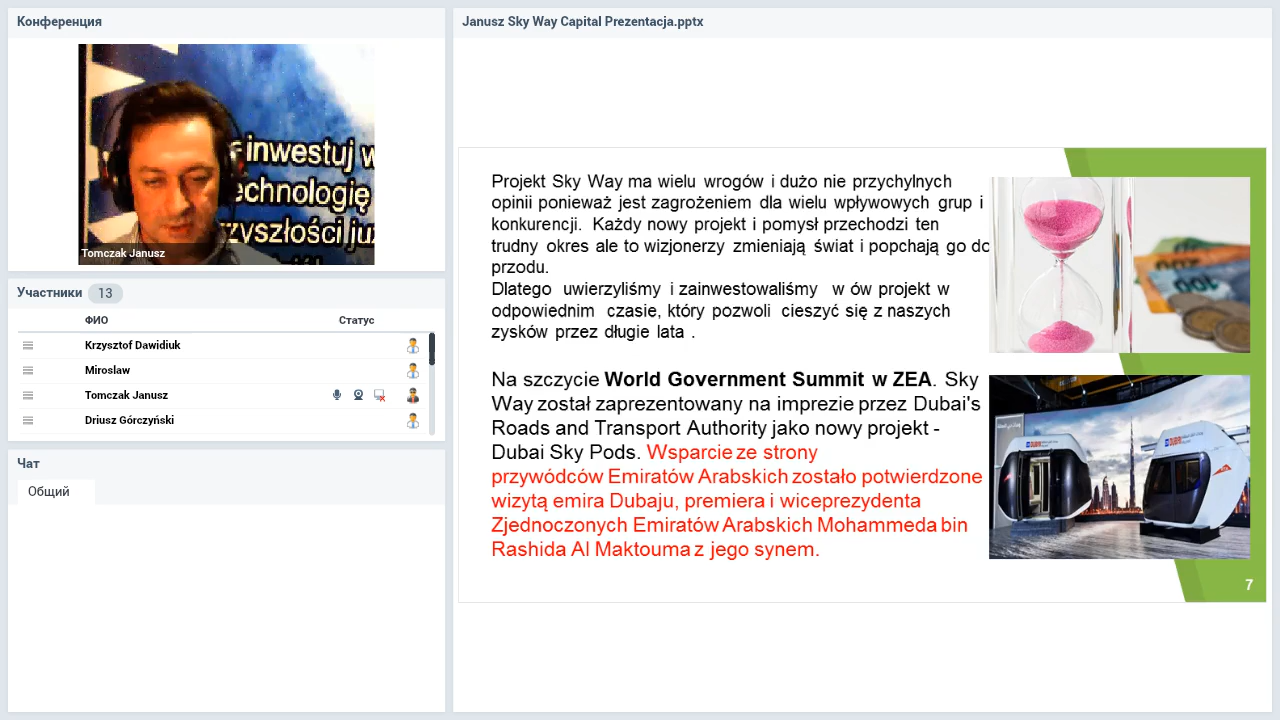 Конференция
inwestuj w
echnologię
rzyszłości już
Tomczak Janusz
Участники 13
ФИО Статус
Krzysztof Dawidiuk
Miroslaw
Tomczak Janusz
Driusz Górczyński
Чат
Общий
Janusz Sky Way Capital Prezentacja.pptx
Projekt Sky Way ma wielu wrogów i dużo nie przychylnych
opinii ponieważ jest zagrożeniem dla wielu wpływowych grup i
konkurencji. Każdy nowy projekt i pomysł przechodzi ten
trudny okres ale to wizjonerzy zmieniają świat i popchają go do
przodu.
Dlatego uwierzyliśmy i zainwestowaliśmy w ów projekt w
odpowiednim czasie, który pozwoli cieszyć się z naszych
zysków przez długie lata .
Na szczycie World Government Summit w ZEA. Sky
Way został zaprezentowany na imprezie przez Dubai's
Roads and Transport Authority jako nowy projekt -
Dubai Sky Pods. Wsparcie ze strony
przywódców Emiratów Arabskich zostało potwierdzone
wizytą emira Dubaju, premiera i wiceprezydenta
Zjednoczonych Emiratów Arabskich Mohammeda bin
Rashida Al Maktouma z jego synem.
100
7